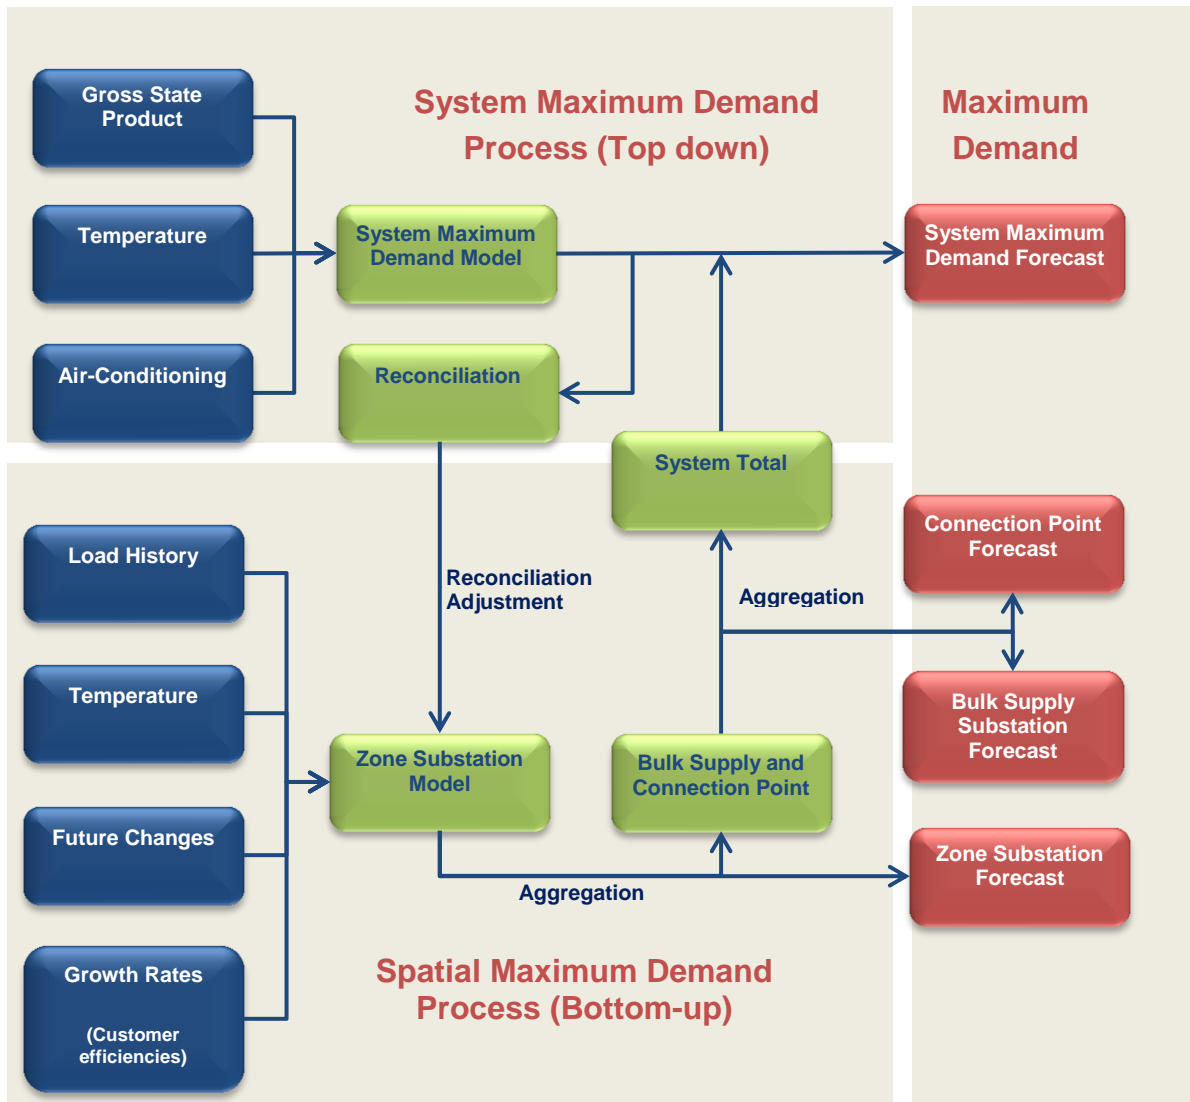 Gross State
Product
System Maximum Demand
Process (Top down)
Maximum
Demand
Temperature
System Maximum
Demand Model
System Maximum
Demand Forecast
Air-Conditioning
Reconciliation
System Total
Connection Point
Forecast
Load History
Reconciliation
Adjustment
Aggregation
Temperature
Bulk Supply
Substation
Forecast
Zone Substation
Model
Bulk Supply and
Connection Point
Future Changes
Zone Substation
Forecast
Aggregation
Growth Rates
(Customer
efficiencies)
Spatial Maximum Demand
Process (Bottom-up)